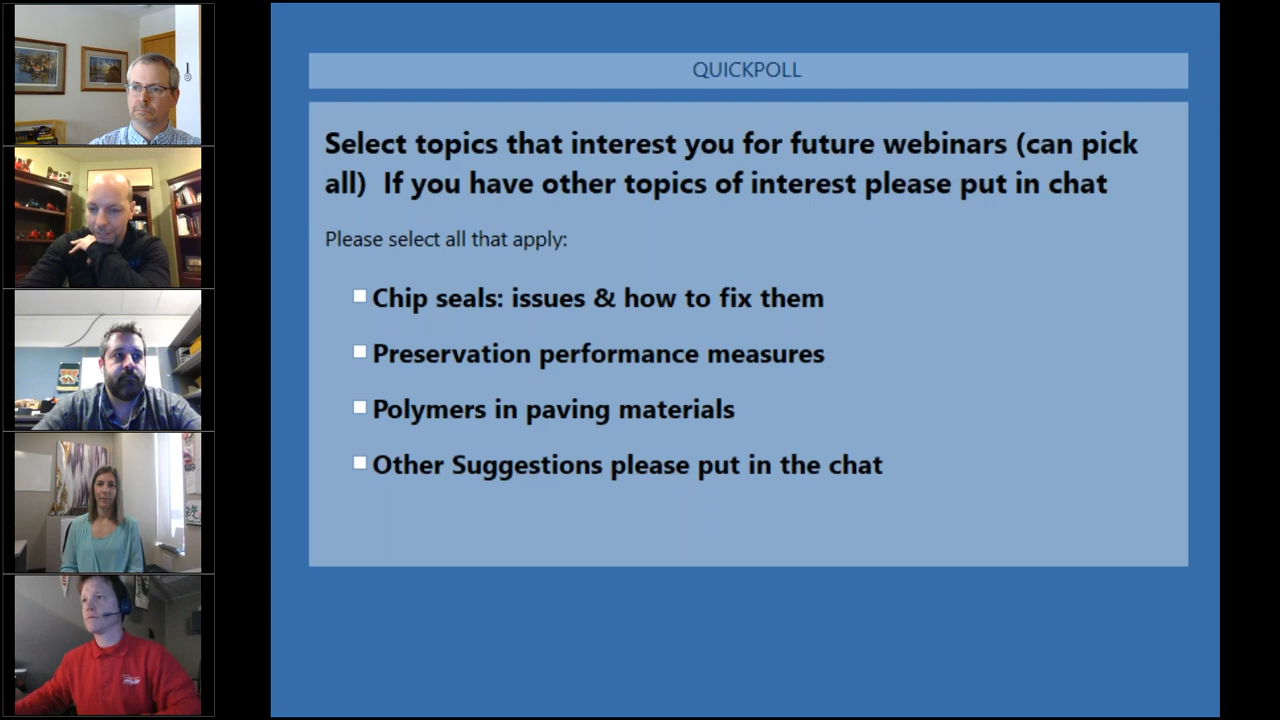 QUICKPOLL
Select topics that interest you for future webinars (can pick
all)  If you have other topics of interest please put in chat
Please select all that apply:
Chip seals: issues & how to fix them
Preservation performance measures
Polymers in paving materials
Other Suggestions please put in the chat